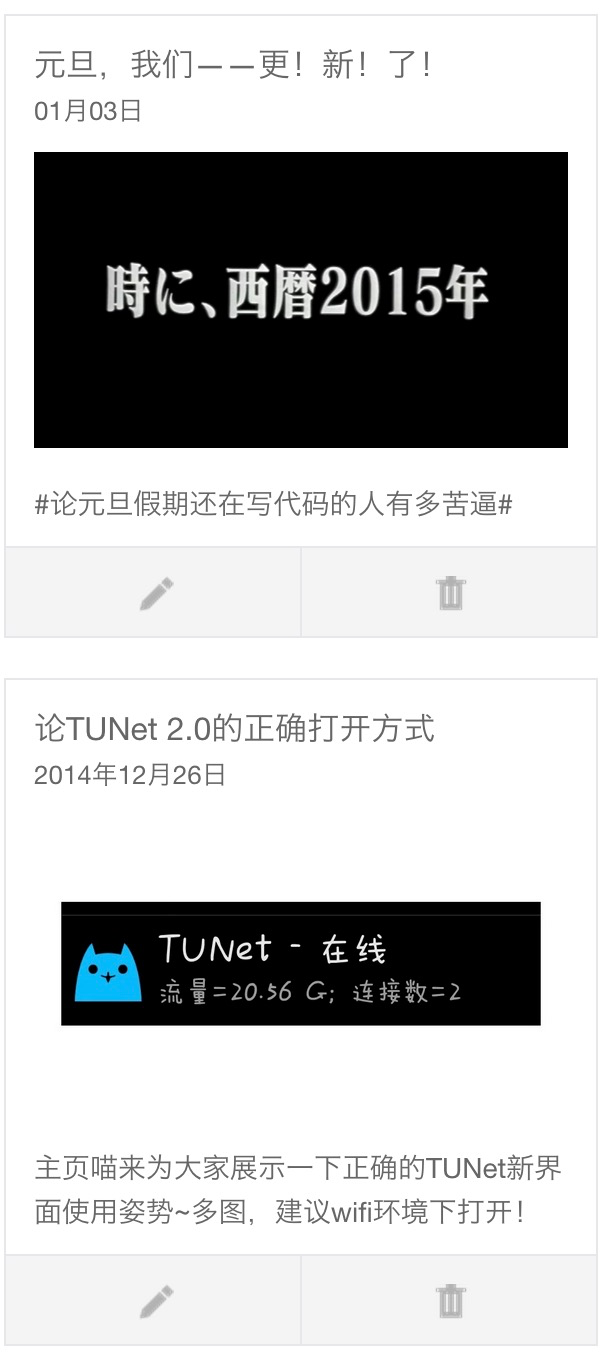 元旦，我们——更！新！了！
01月03日
時に、西暦2015年
#论元旦假期还在写代码的人有多苦逼#
论TUNet 2.0的正确打开方式
2014年12月26日
TUNet - 在线
流量=20.56 G; 连接数=2
主页喵来为大家展示一下正确的TUNet新界
面使用姿势~多图，建议wifi环境下打开！